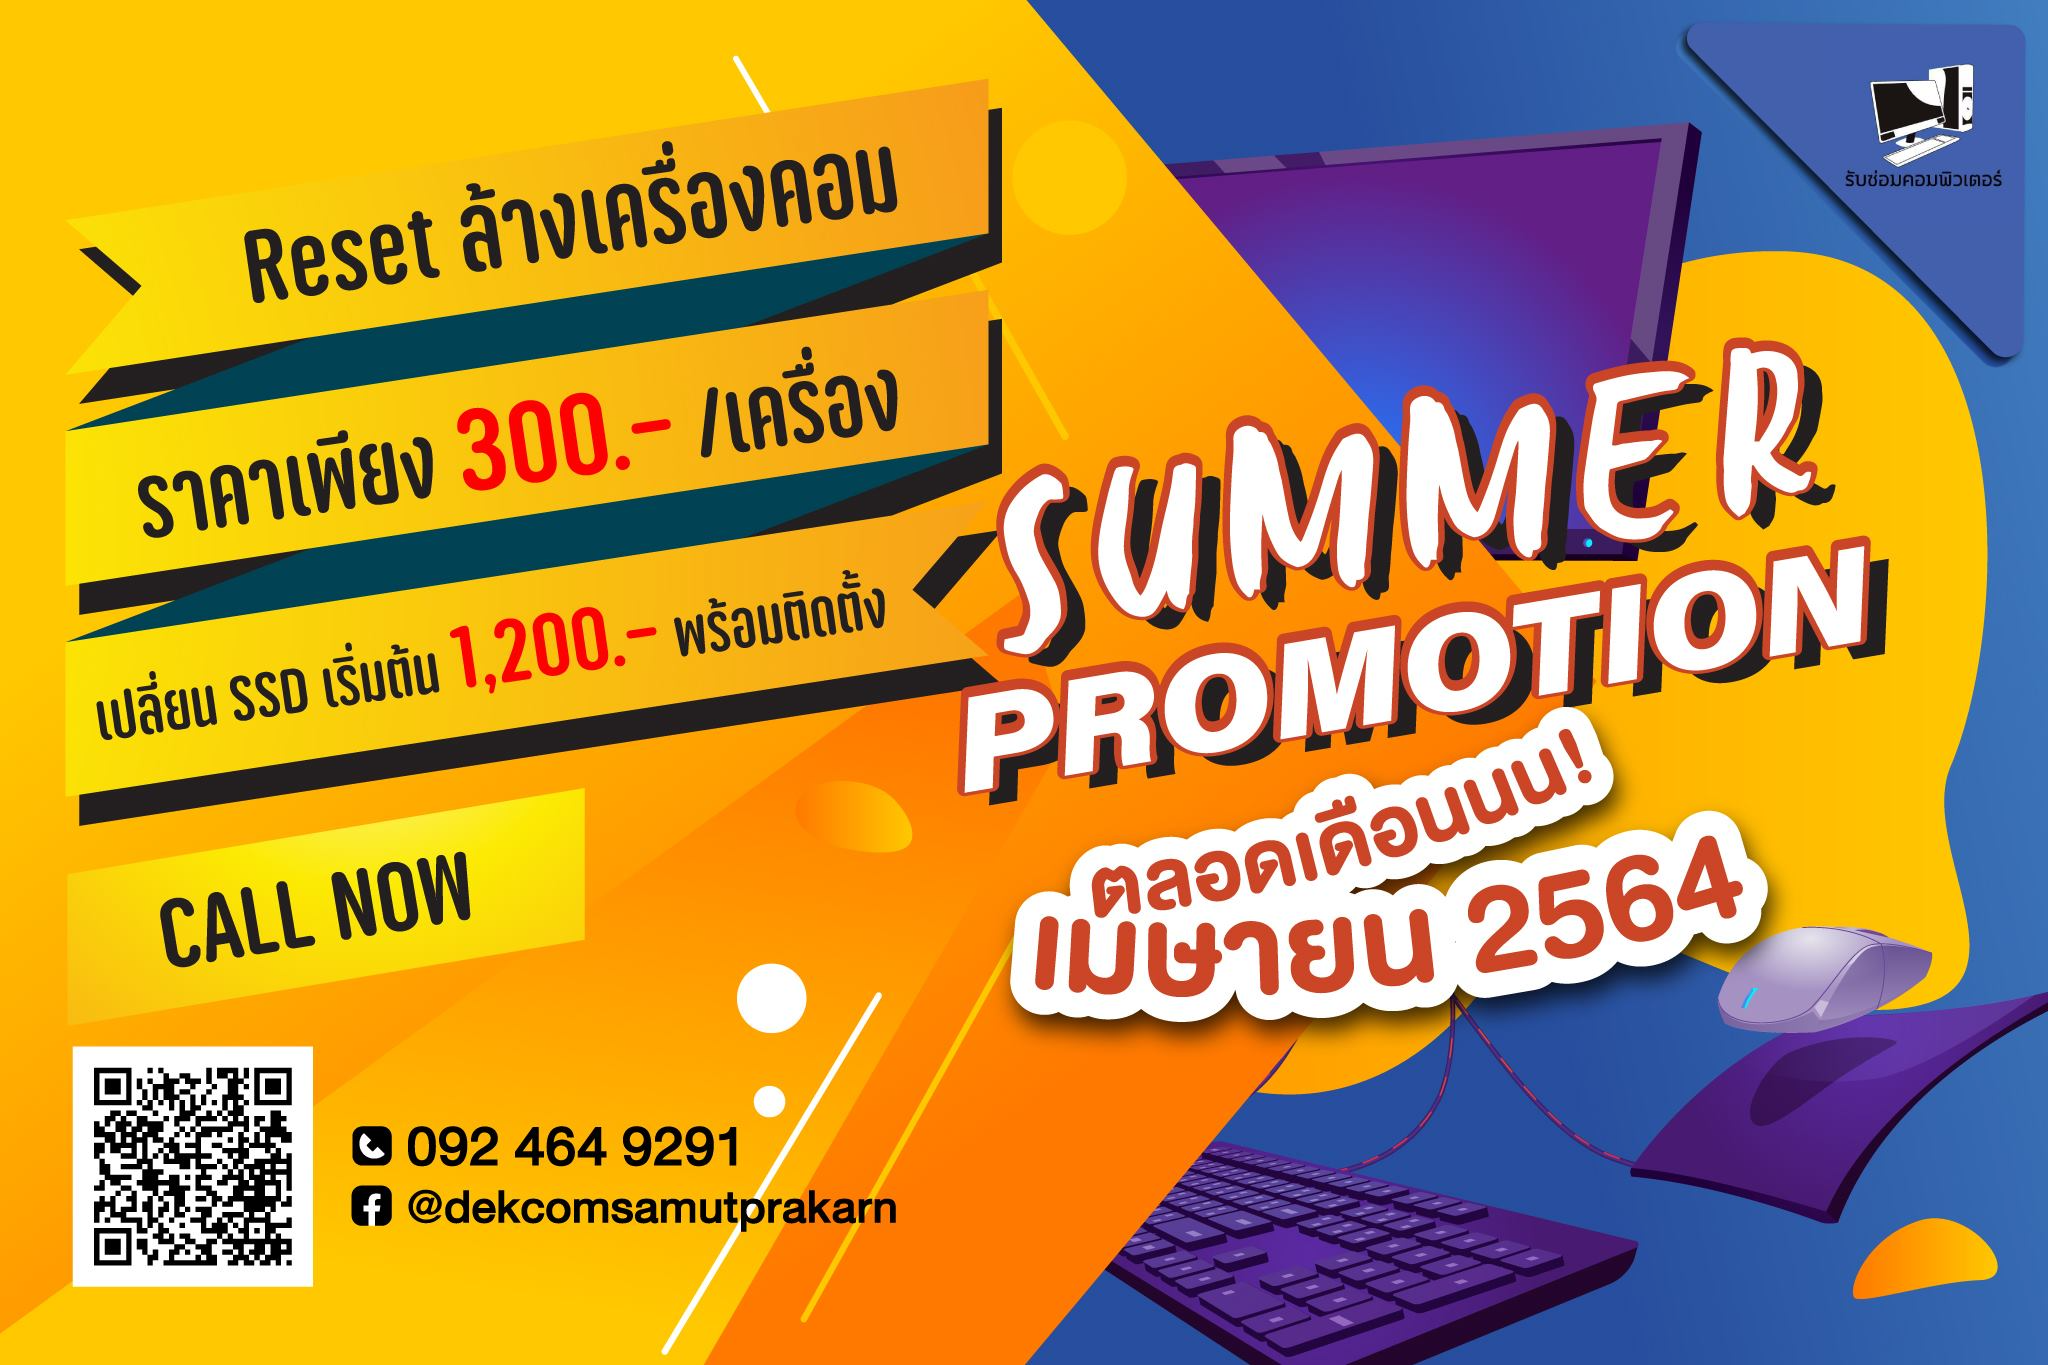 Reset ล้างเครื่องคอม
ราคาเพียง 300.- /เครื่อง
เปลี่ยน SSD เริ่มต้น 1,200.- พร้อมติดตั้ง
CALL NOW
092 464 9291
@dekcomsamutprakarn
รับซ่อมคอมพิวเตอร์
SUMMER
PROMOTION
ตลอดเดือนนน!
เมษายน 2564